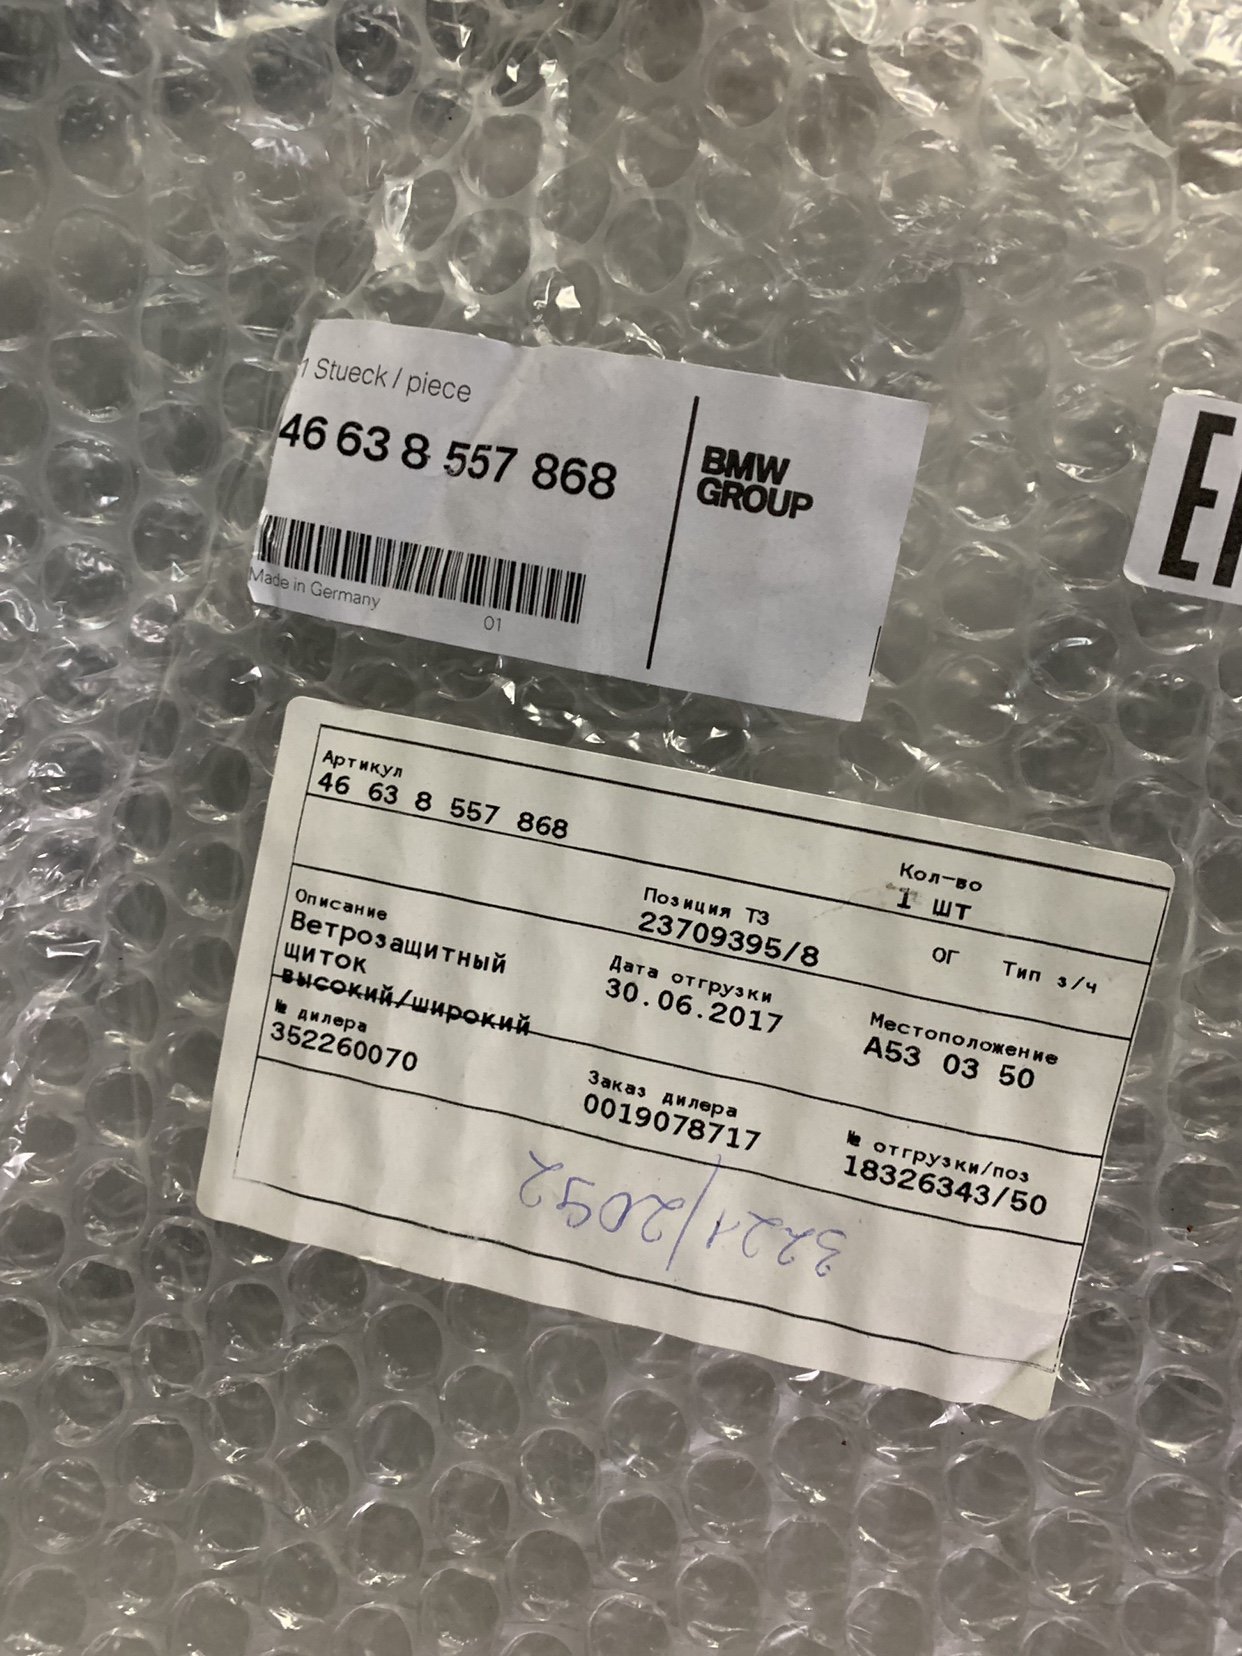 1 Stueck / piece
46 63 8 557 868
BMW
GROUP
Made in Germany
01
Артикул
46 63 8 557 868
Кол-во
1 шт
Описание
Ветрозащитный
щиток
высокий/широкий
Позиция ТЗ
23709395/8
ОГ Тип з/ч
Дата отгрузки
30.06.2017
Местоположение
A53 03 50
№ дилера
352260070
Заказ дилера
0019078717
№ отгрузки/поз
18326343/50